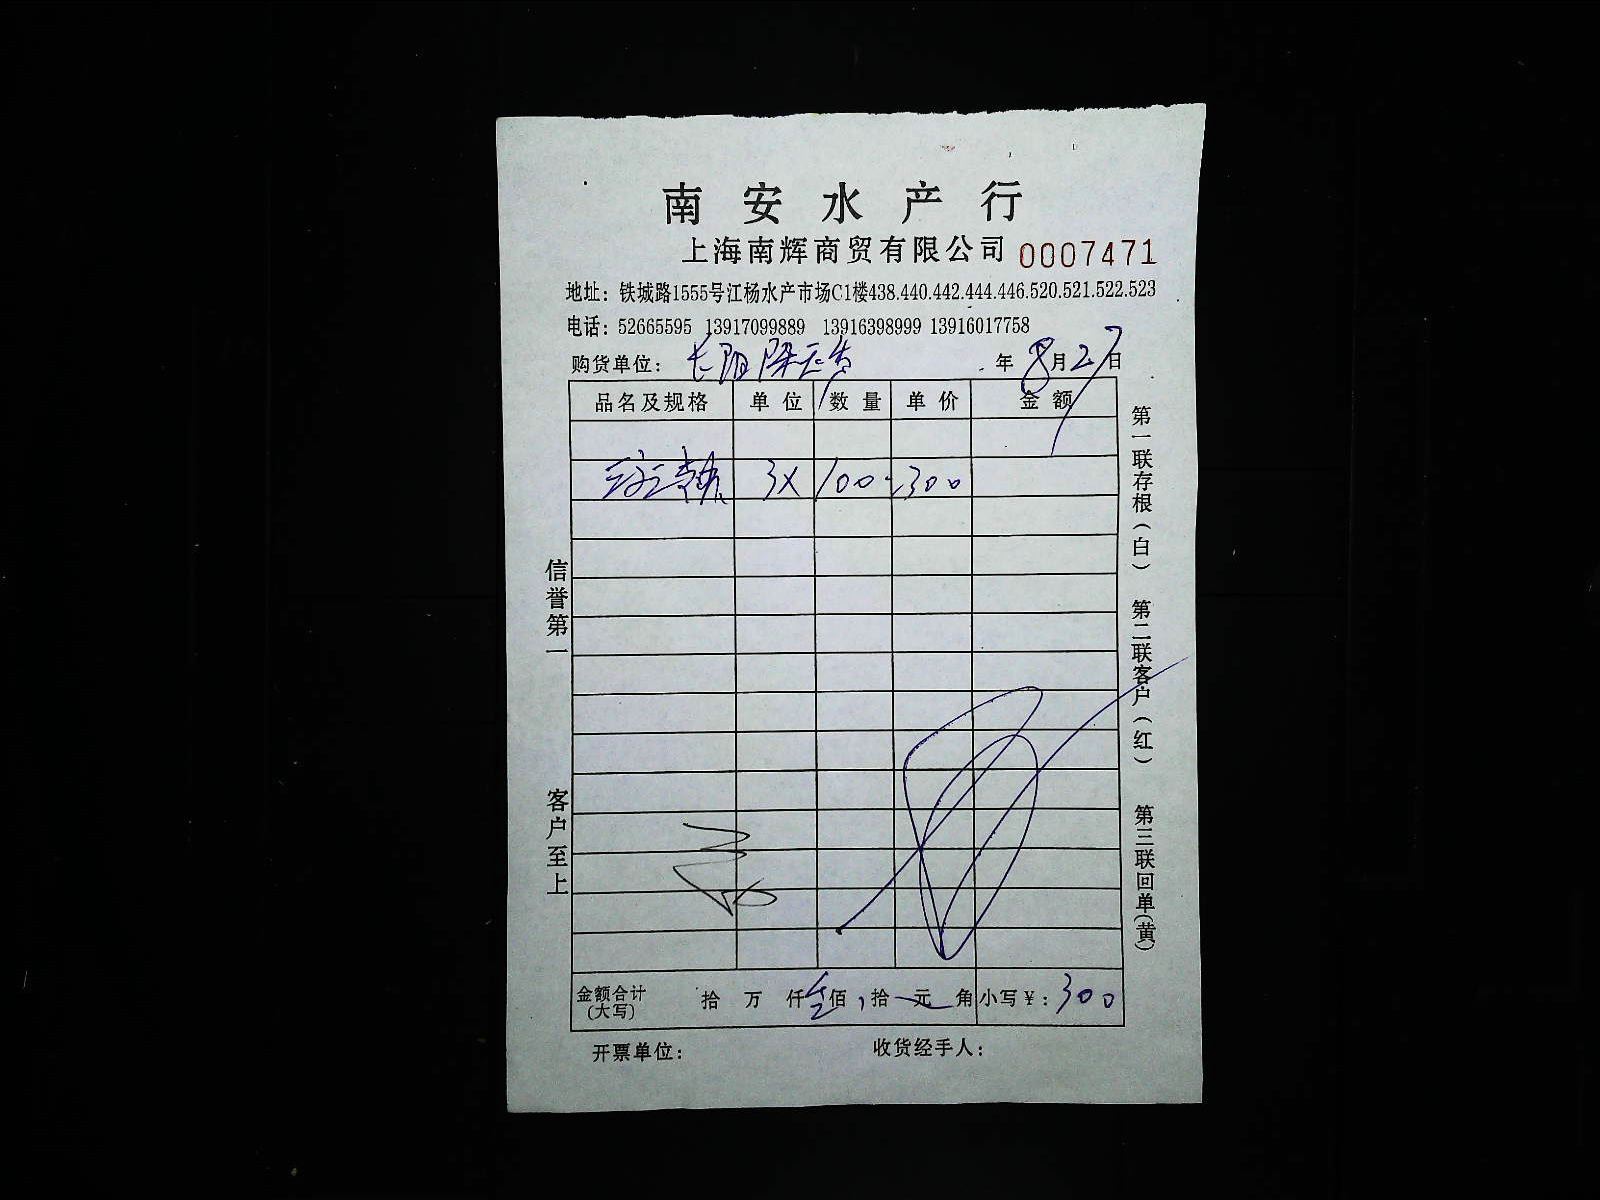 南安水产行
上海南辉商贸有限公司 0007471
地址：铁城路1555号江杨水产市场C1楼438.440.442.444.446.520.521.522.523
电话：52665595 13917099889 13916398999 13916017758
购货单位： 年 8月27日
品名及规格 单位 数量 单价 金额
3X 100 300
金额合计（大写） 拾 万 仟 叁佰 拾 元 角 小写￥：300
开票单位： 收货经手人：
信誉第一 客户至上
第一联存根（白） 第二联客户（红） 第三联回单（黄）